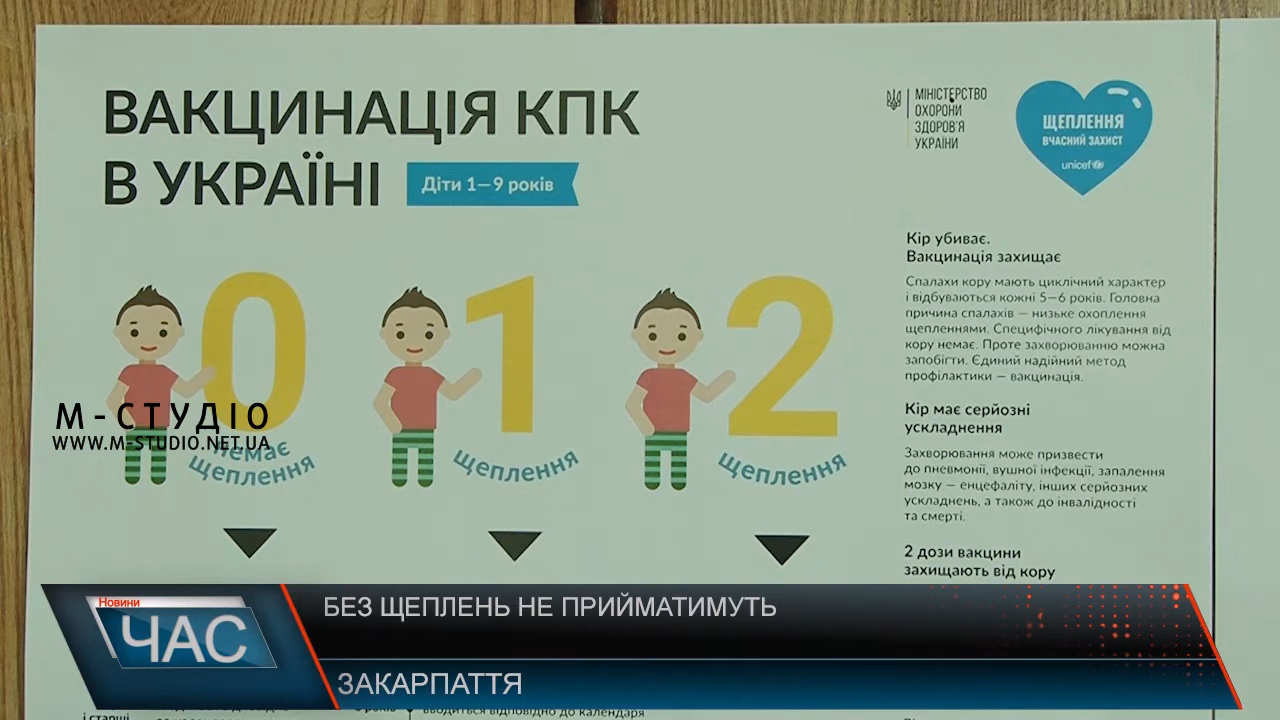 ВАКЦИНАЦІЯ КПК
В УКРАЇНІ
Діти 1—9 років
МІНІСТЕРСТВО
ОХОРОНИ
ЗДОРОВ'Я
УКРАЇНИ
ЩЕПЛЕННЯ
ВЧАСНИЙ ЗАХИСТ
unicef
0
немає
щеплення
1
щеплення
2
щеплення
Кір убиває.
Вакцинація захищає
Спалахи кору мають циклічний характер
і відбуваються кожні 5—6 років. Головна
причина спалахів — низьке охоплення
щепленнями. Специфічного лікування від
кору немає. Проте захворюванню можна
запобігти. Єдиний надійний метод
профілактики — вакцинація.
Кір має серйозні
ускладнення
Захворювання може призвести
до пневмонії, вушної інфекції, запалення
мозку — енцефаліту, інших серйозних
ускладнень, а також до інвалідності
та смерті.
2 дози вакцини
захищають від кору
М-СТУДІО
WWW.M-STUDIO.NET.UA
Новини
ЧАС
БЕЗ ЩЕПЛЕНЬ НЕ ПРИЙМАТИМУТЬ
ЗАКАРПАТТЯ
і старші
вводиться відповідно до календаря